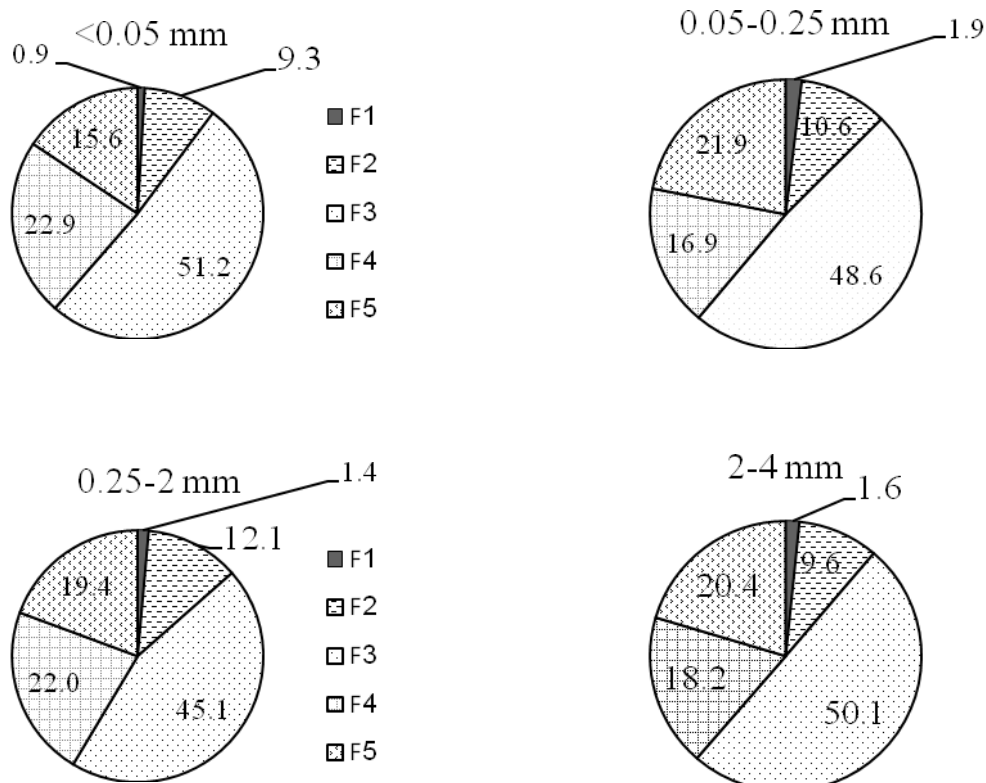 <0.05 mm
0.9
9.3
15.6
22.9
51.2
F1
F2
F3
F4
F5
0.05-0.25 mm
1.9
10.6
21.9
16.9
48.6
0.25-2 mm
1.4
12.1
19.4
22.0
45.1
F1
F2
F3
F4
F5
2-4 mm
1.6
9.6
20.4
18.2
50.1